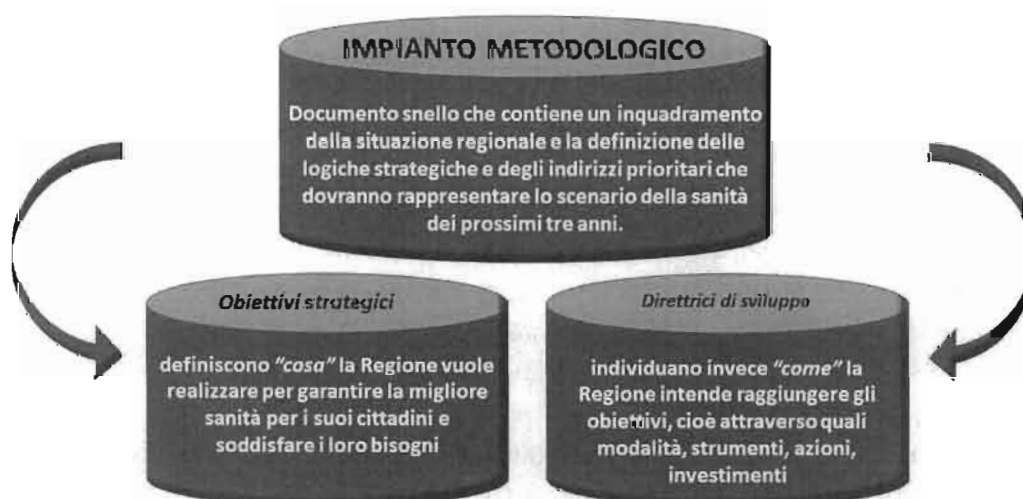 IMPIANTO METODOLOGICO
Documento snello che contiene un inquadramento
della situazione regionale e la definizione delle
logiche strategiche e degli indirizzi prioritari che
dovranno rappresentare lo scenario della sanità
dei prossimi tre anni.
Obiettivi strategici
definiscono "cosa" la Regione vuole
realizzare per garantire la migliore
sanità per i suoi cittadini e
soddisfare i loro bisogni
Direttrici di sviluppo
individuano invece "come" la
Regione intende raggiungere gli
obiettivi, cioè attraverso quali
modalità, strumenti, azioni,
investimenti